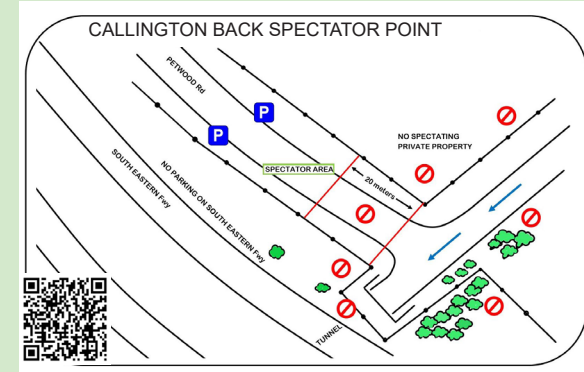 CALLINGTON BACK SPECTATOR POINT
PETWOOD Rd
P
P
NO SPECTATING
PRIVATE PROPERTY
SPECTATOR AREA
20 meters
NO PARKING ON SOUTH EASTERN Fwy
SOUTH EASTERN Fwy
TUNNEL